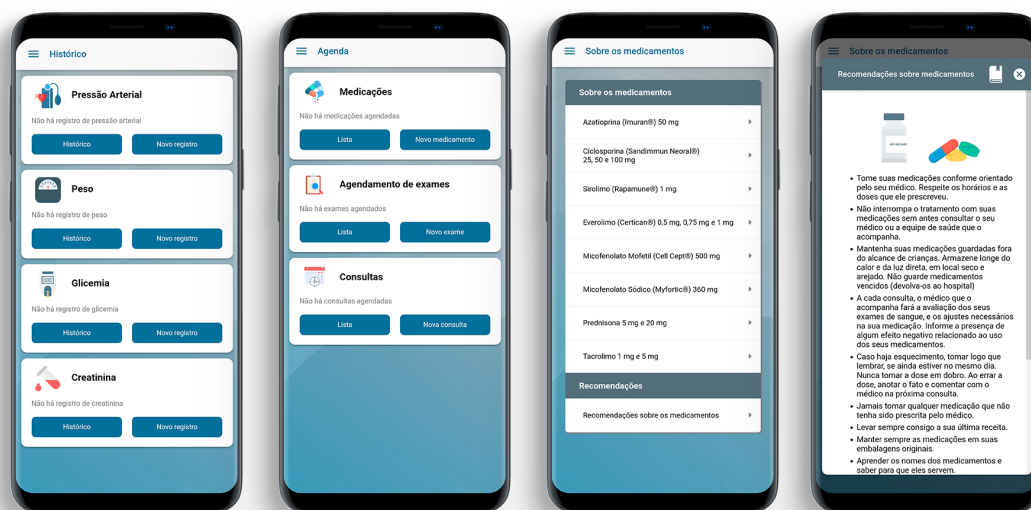 Histórico
Pressão Arterial
Não há registro de pressão arterial
Histórico
Novo registro
Peso
Não há registro de peso
Histórico
Novo registro
Glicemia
Não há registro de glicemia
Histórico
Novo registro
Creatinina
Não há registro de creatinina
Histórico
Novo registro
Agenda
Medicações
Não há medicações agendadas
Lista
Novo medicamento
Agendamento de exames
Não há exames agendados
Lista
Novo exame
Consultas
Não há consultas agendadas
Lista
Nova consulta
Sobre os medicamentos
Sobre os medicamentos
Azatioprina (Imuran®) 50 mg
Ciclosporina (Sandimmun Neoral®)
25, 50 e 100 mg
Sirolimo (Rapamune®) 1 mg
Everolimo (Certican®) 0,5 mg, 0,75 mg e 1 mg
Micofenolato Mofetil (Cell Cept®) 500 mg
Micofenolato Sódico (Myfortic®) 360 mg
Prednisona 5 mg e 20 mg
Tacrolimo 1 mg e 5 mg
Recomendações
Recomendações sobre os medicamentos
Sobre os medicamentos
Recomendações sobre medicamentos
• Tome suas medicações conforme orientado
pelo seu médico. Respeite os horários e as
doses que ele prescreveu.
• Não interrompa o tratamento com suas
medicações sem antes consultar o seu
médico ou a equipe de saúde que o
acompanha.
• Mantenha suas medicações guardadas fora
do alcance de crianças. Armazene longe do
calor e da luz direta, em local seco e
arejado. Não guarde medicamentos
vencidos (devolva-os ao hospital)
• A cada consulta, o médico que o
acompanha fará a avaliação dos seus
exames de sangue, e os ajustes necessários
na sua medicação. Informe a presença de
algum efeito negativo relacionado ao uso
dos seus medicamentos.
• Caso haja esquecimento, tomar logo que
lembrar, se ainda estiver no mesmo dia.
Nunca tomar a dose em dobro. Ao errar a
dose, anotar o fato e comentar com o
médico na próxima consulta.
• Jamais tomar qualquer medicação que não
tenha sido prescrita pelo médico.
• Levar sempre consigo a sua última receita.
• Manter sempre as medicações em suas
embalagens originais.
• Aprender os nomes dos medicamentos e
saber para que eles servem.